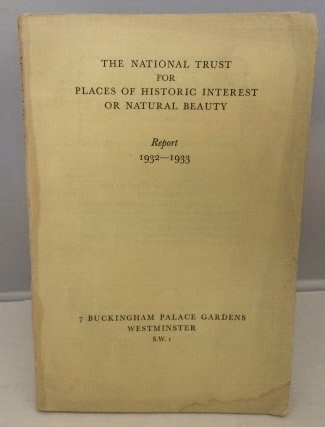 THE NATIONAL TRUST
FOR
PLACES OF HISTORIC INTEREST
OR NATURAL BEAUTY
Report
1932—1933
7 BUCKINGHAM PALACE GARDENS
WESTMINSTER
S.W. 1